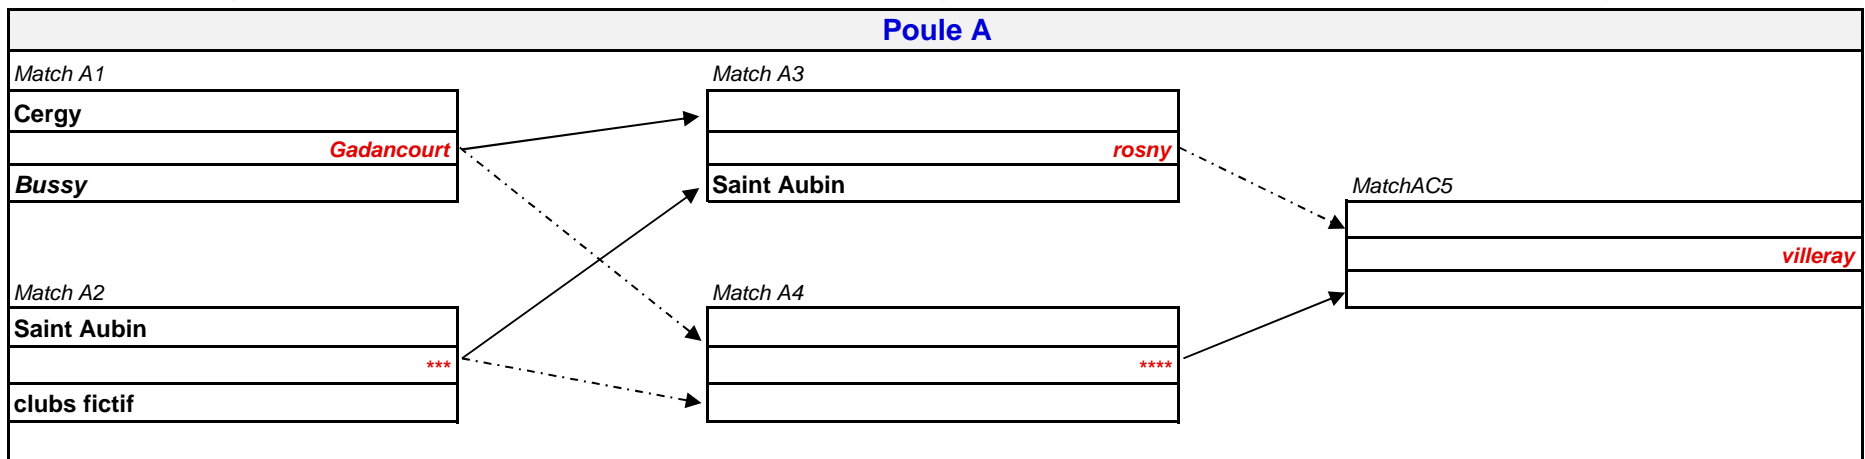 Poule A
Match A1
Match A3
Cergy
Gadancourt
rosny
Bussy
Saint Aubin
MatchAC5
villeray
Match A2
Match A4
Saint Aubin
***
****
clubs fictif